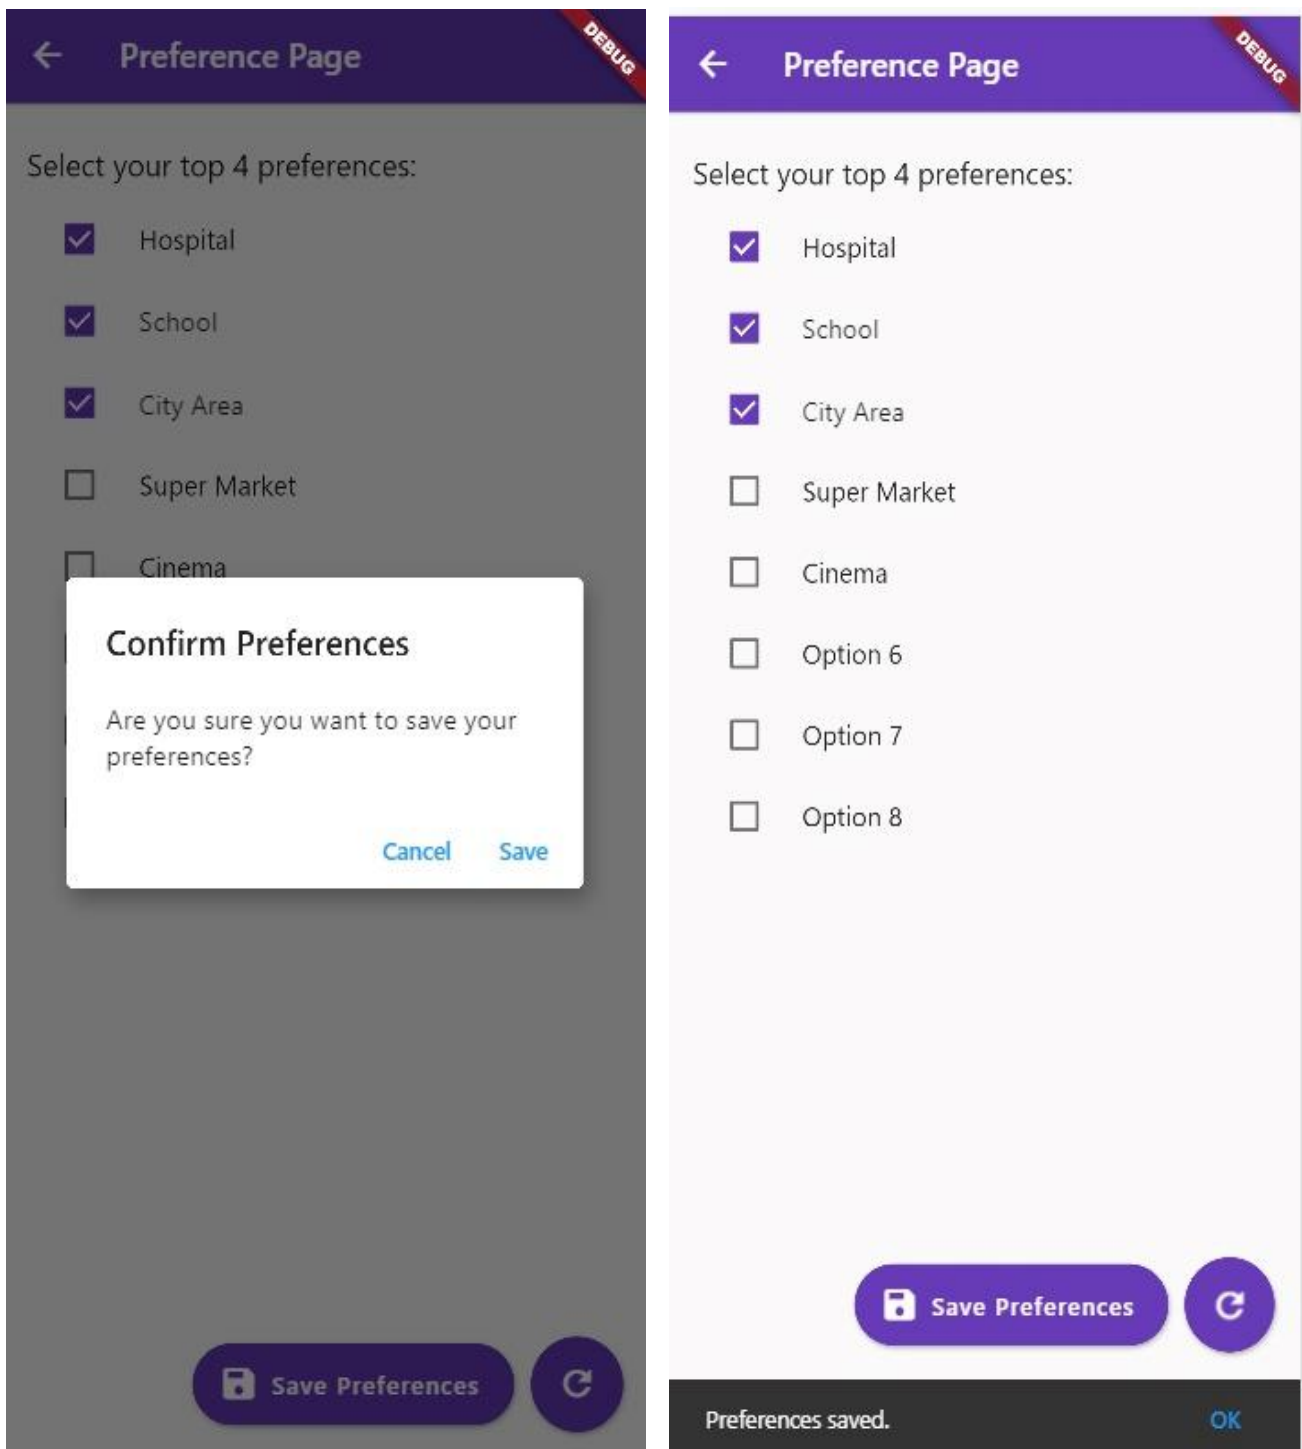 Preference Page
DEBUG
Select your top 4 preferences:
Hospital
School
City Area
Super Market
Cinema
Confirm Preferences
Are you sure you want to save your
preferences?
Cancel Save
Save Preferences
Preference Page
DEBUG
Select your top 4 preferences:
Hospital
School
City Area
Super Market
Cinema
Option 6
Option 7
Option 8
Save Preferences
Preferences saved. OK